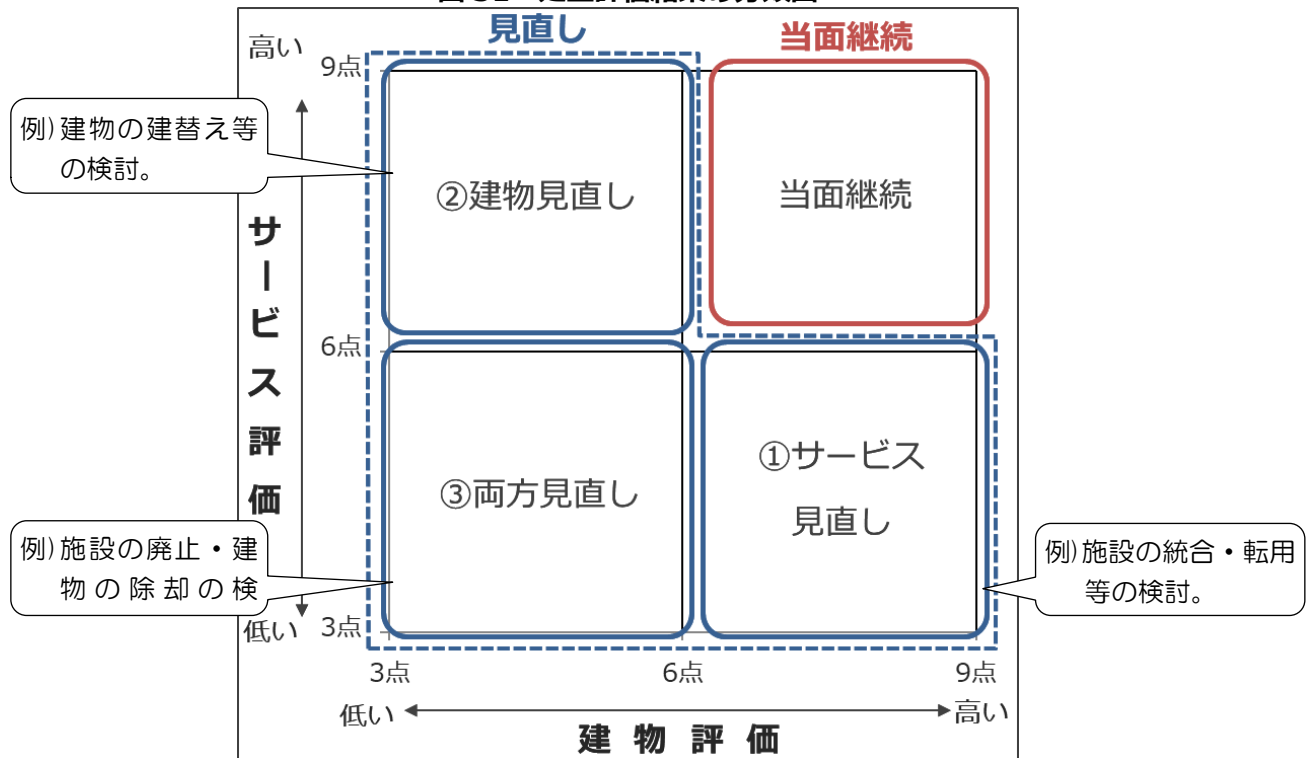 見直し
当面継続
高い
9点
例)建物の建替え等
の検討。
②建物見直し
当面継続
サービス評価
6点
③両方見直し
①サービス
見直し
例)施設の廃止・建
物の除却の検
例)施設の統合・転用
等の検討。
低い
3点
3点
6点
9点
低い
高い
建物評価